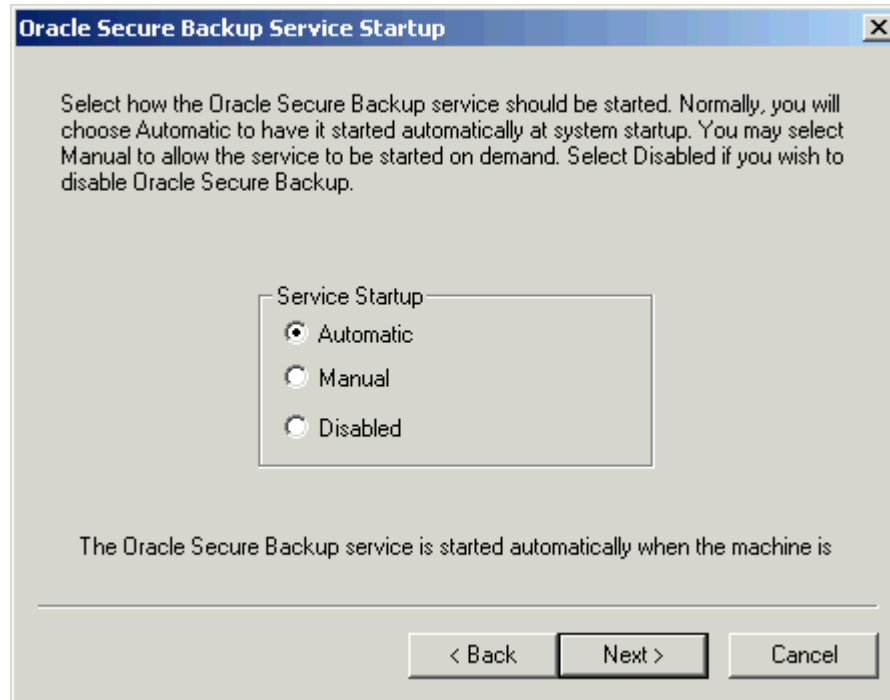 Oracle Secure Backup Service Startup
Select how the Oracle Secure Backup service should be started. Normally, you will
choose Automatic to have it started automatically at system startup. You may select
Manual to allow the service to be started on demand. Select Disabled if you wish to
disable Oracle Secure Backup.
Service Startup
Automatic
Manual
Disabled
The Oracle Secure Backup service is started automatically when the machine is
< Back
Next >
Cancel